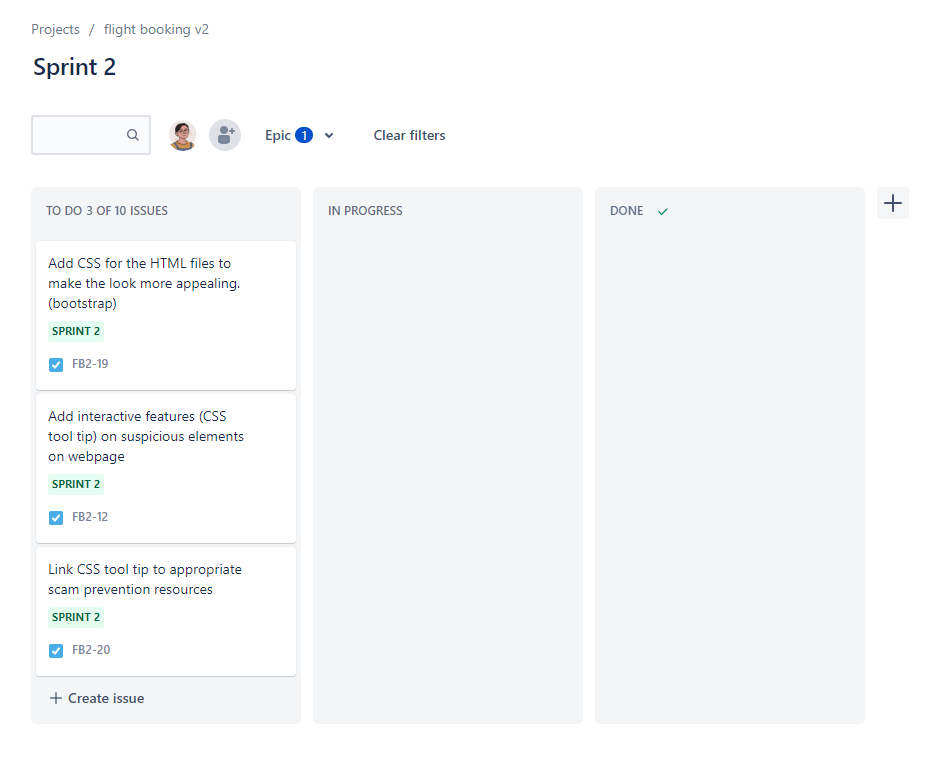 Projects / flight booking v2
Sprint 2
Epic 1 Clear filters
TO DO 3 OF 10 ISSUES
Add CSS for the HTML files to
make the look more appealing.
(bootstrap)
SPRINT 2
FB2-19
Add interactive features (CSS
tool tip) on suspicious elements
on webpage
SPRINT 2
FB2-12
Link CSS tool tip to appropriate
scam prevention resources
SPRINT 2
FB2-20
Create issue
IN PROGRESS
DONE